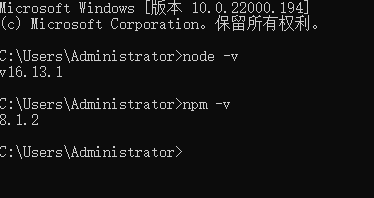 Microsoft Windows [版本 10.0.22000.194]
(c) Microsoft Corporation。保留所有权利。
C:\Users\Administrator>node -v
v16.13.1
C:\Users\Administrator>npm -v
8.1.2
C:\Users\Administrator>